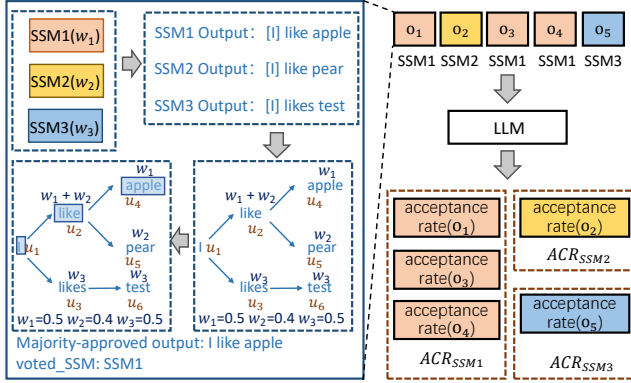 SSM1(w₁)
SSM2(w₂)
SSM3(w₃)
SSM1 Output: [I] like apple
SSM2 Output: [I] like pear
SSM3 Output: [I] likes test
w₁
apple
u₄
w₁ + w₂
like
u₂
w₂
pear
u₅
I u₁
w₃
likes
u₃
w₃
test
u₆
w₁=0.5 w₂=0.4 w₃=0.5
w₁
apple
u₄
w₁ + w₂
like
u₂
w₂
pear
u₅
I u₁
w₃
likes
u₃
w₃
test
u₆
w₁=0.5 w₂=0.4 w₃=0.5
Majority-approved output: I like apple
voted_SSM: SSM1
o₁ o₂ o₃ o₄ o₅
SSM1 SSM2 SSM1 SSM1 SSM3
LLM
acceptance
rate(o₁)
acceptance
rate(o₃)
acceptance
rate(o₄)
ACR_SSM1
acceptance
rate(o₂)
ACR_SSM2
acceptance
rate(o₅)
ACR_SSM3